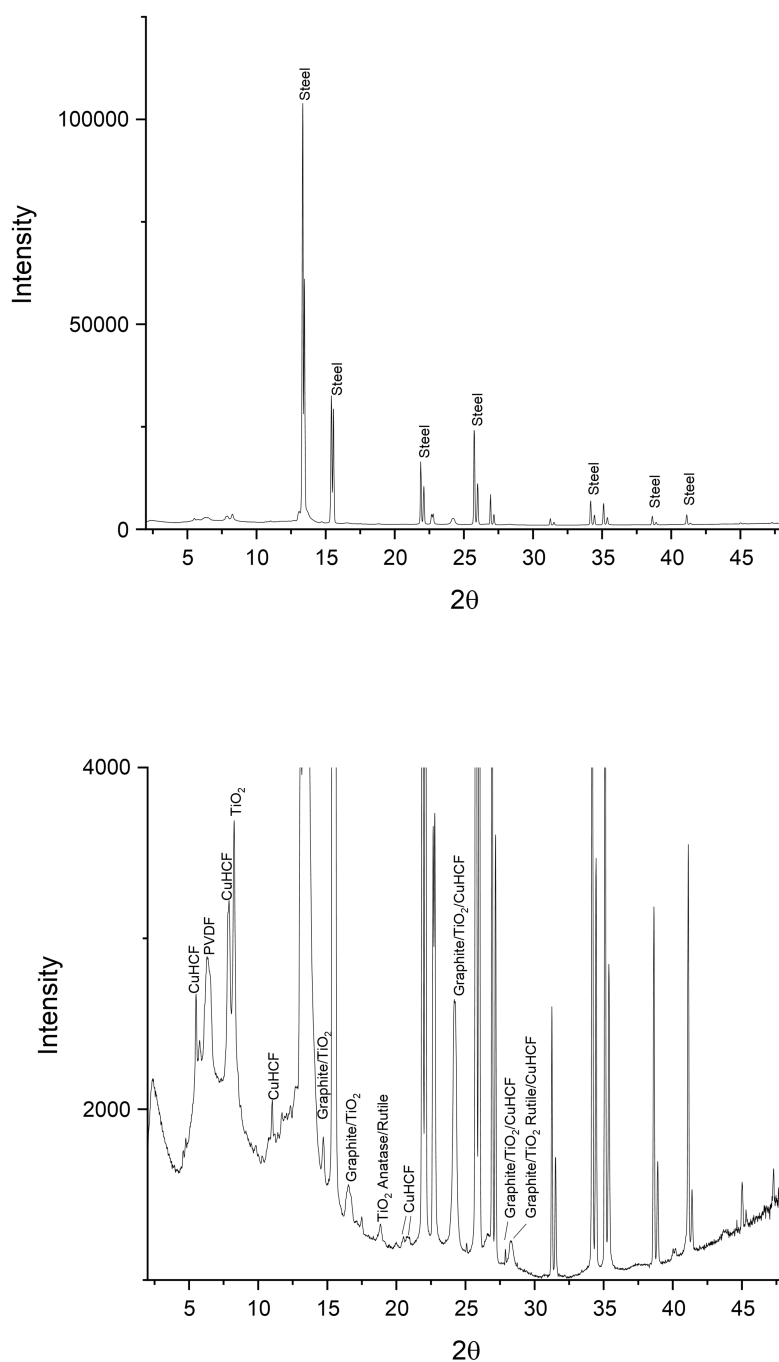 Intensity
100000
50000
0
Steel
Steel
Steel
Steel
Steel
Steel
Steel
5 10 15 20 25 30 35 40 45
2θ
Intensity
4000
2000
CuHCF
PVDF
CuHCF
TiO₂
CuHCF
Graphite/TiO₂
Graphite/TiO₂
TiO₂ Anatase/Rutile
CuHCF
Graphite/TiO₂/CuHCF
Graphite/TiO₂/CuHCF
Graphite/TiO₂ Rutile/CuHCF
5 10 15 20 25 30 35 40 45
2θ